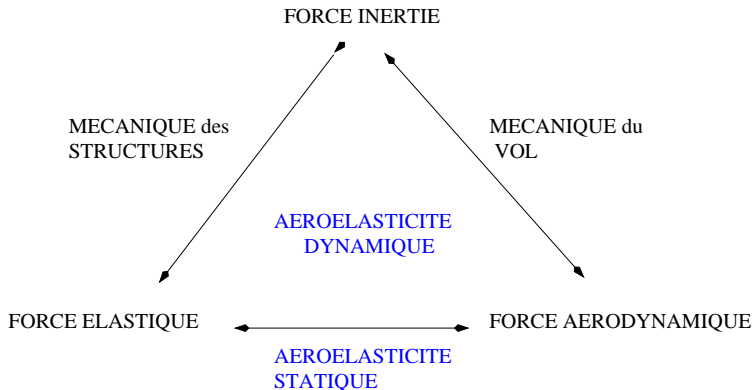 FORCE INERTIE
MECANIQUE des
STRUCTURES
MECANIQUE du
VOL
AEROELASTICITE
DYNAMIQUE
FORCE ELASTIQUE
FORCE AERODYNAMIQUE
AEROELASTICITE
STATIQUE